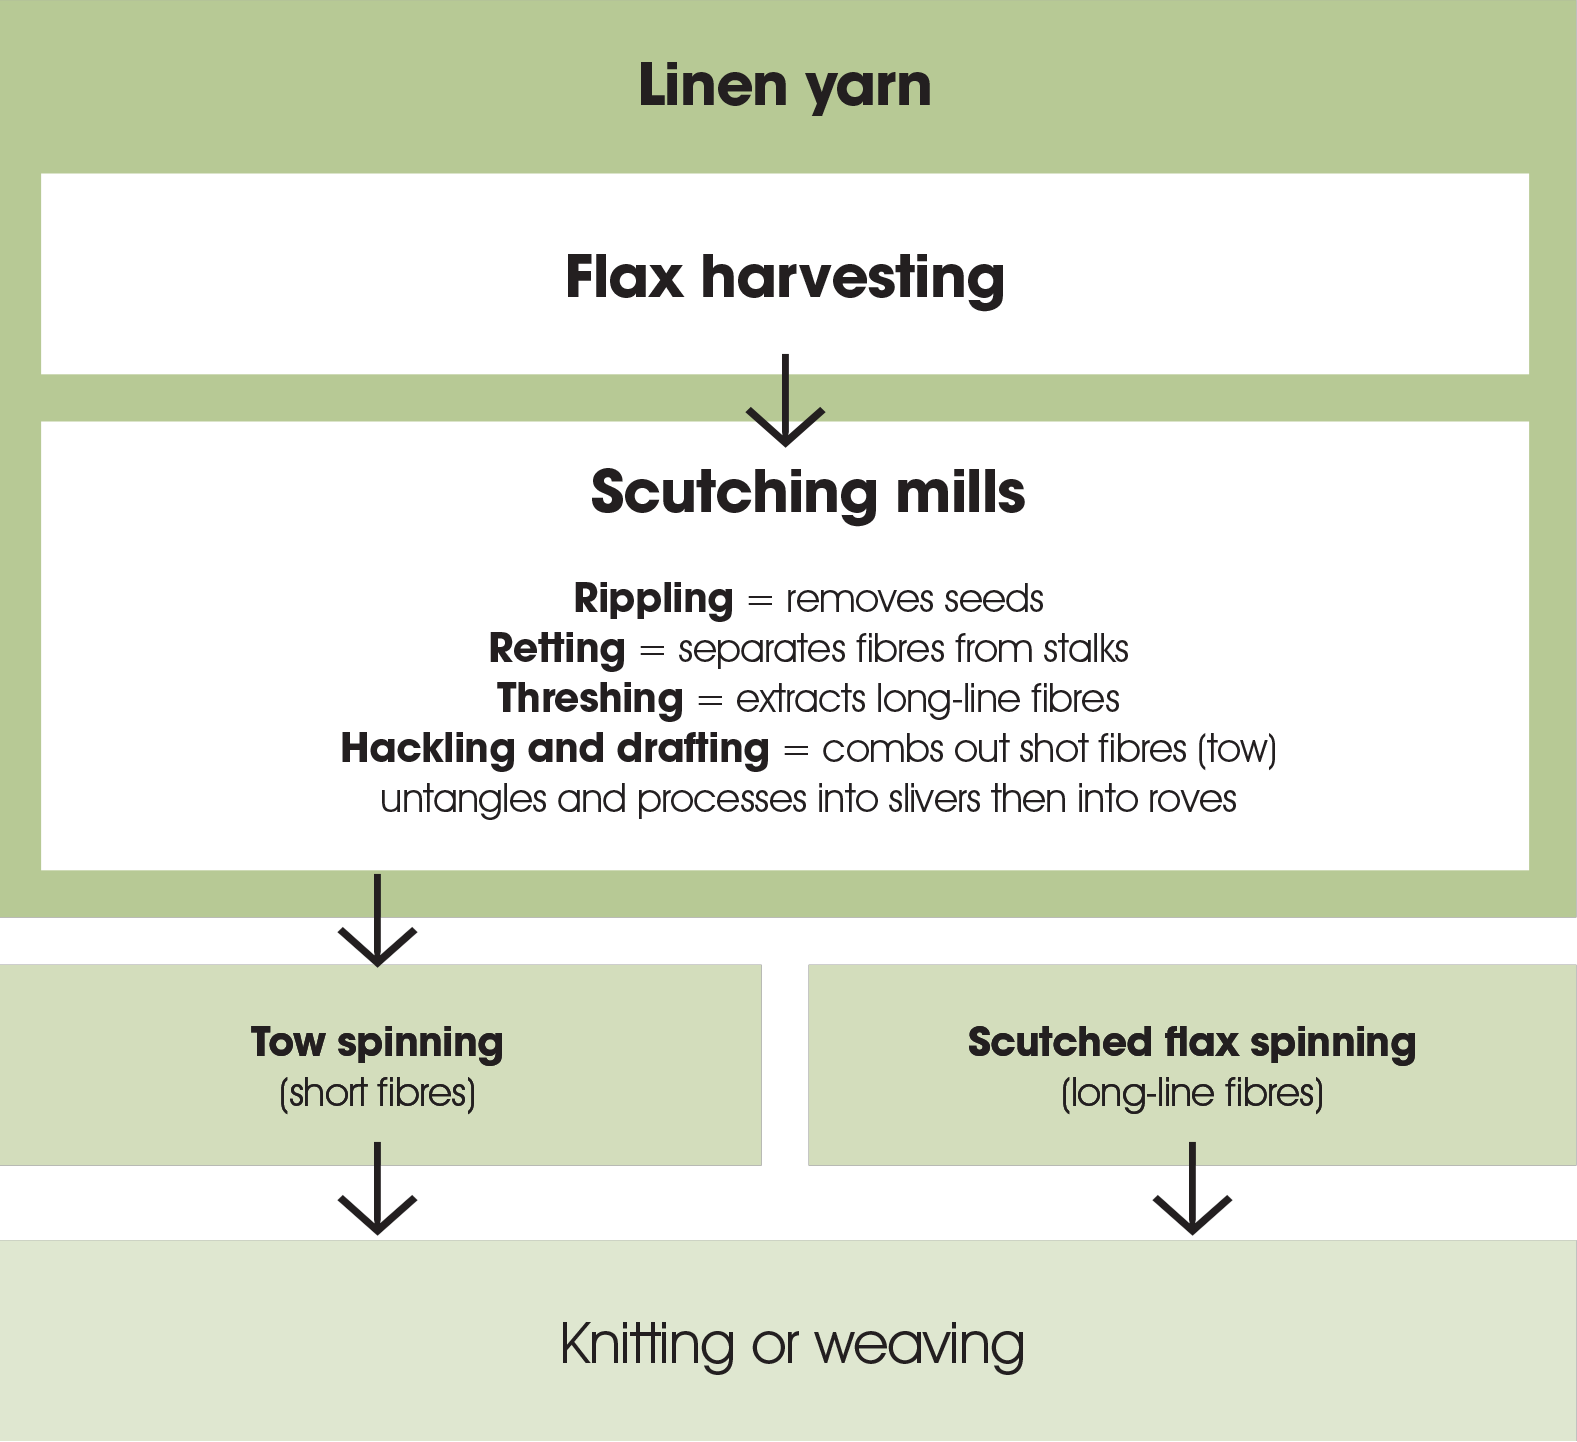 Linen yarn
Flax harvesting
Scutching mills
Rippling = removes seeds
Retting = separates fibres from stalks
Threshing = extracts long-line fibres
Hackling and drafting = combs out shot fibres (tow)
untangles and processes into slivers then into roves
Tow spinning
(short fibres)
Scutched flax spinning
(long-line fibres)
Knitting or weaving